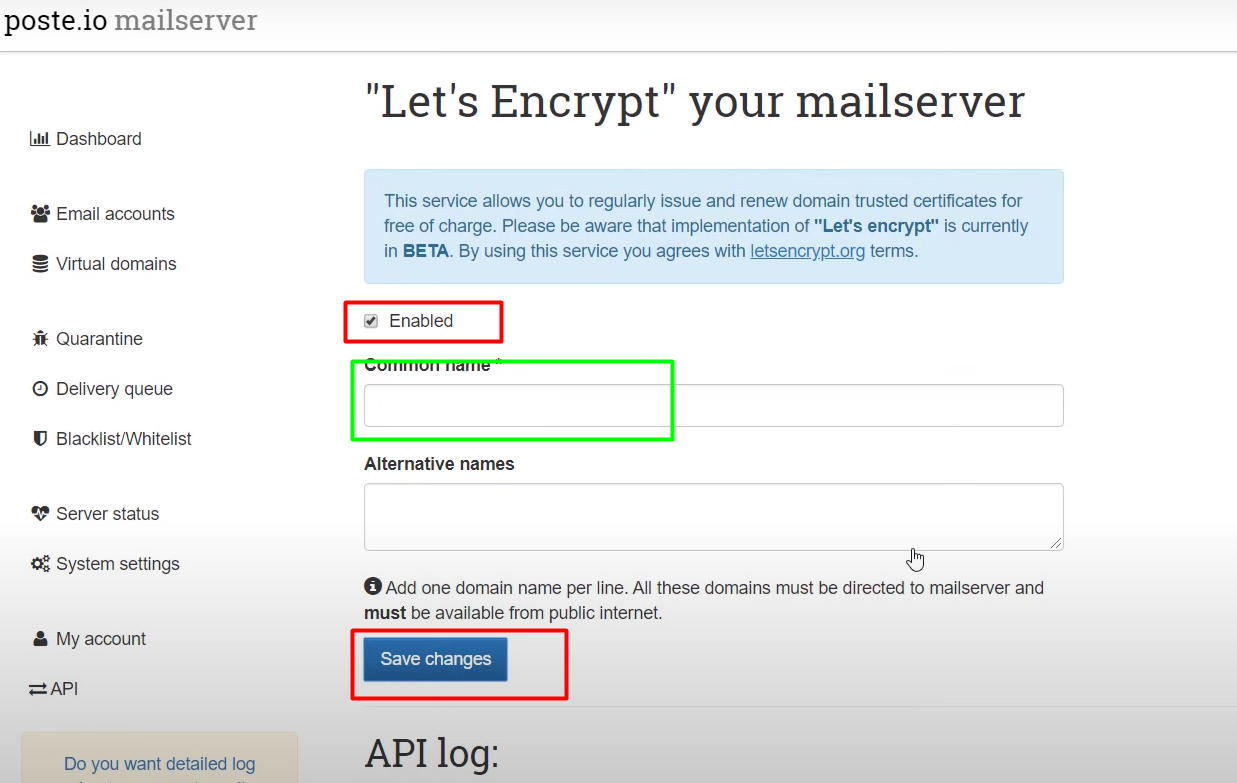 poste.io mailserver
"Let's Encrypt" your mailserver
Dashboard
Email accounts
Virtual domains
Quarantine
Delivery queue
Blacklist/Whitelist
Server status
System settings
My account
API
Do you want detailed log
This service allows you to regularly issue and renew domain trusted certificates for
free of charge. Please be aware that implementation of "Let's encrypt" is currently
in BETA. By using this service you agrees with letsencrypt.org terms.
Enabled
Common name *
Alternative names
Add one domain name per line. All these domains must be directed to mailserver and
must be available from public internet.
Save changes
API log: